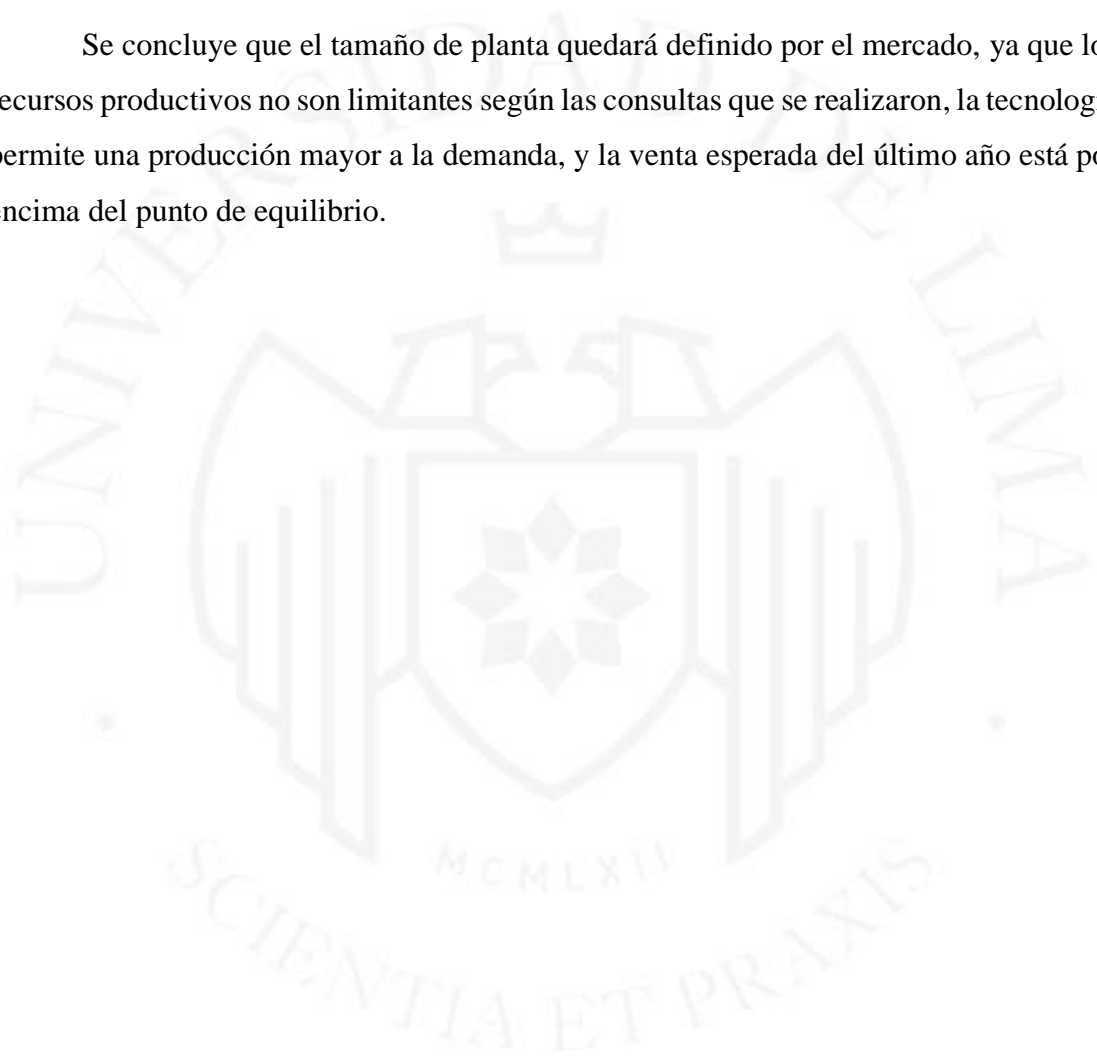 Se concluye que el tamaño de planta quedará definido por el mercado, ya que lo
ecursos productivos no son limitantes según las consultas que se realizaron, la tecnologí
permite una producción mayor a la demanda, y la venta esperada del último año está po
encima del punto de equilibrio.
UNIVERSIDAD DE LIMA
MCMLXII
SCIENTIA ET PRAXIS